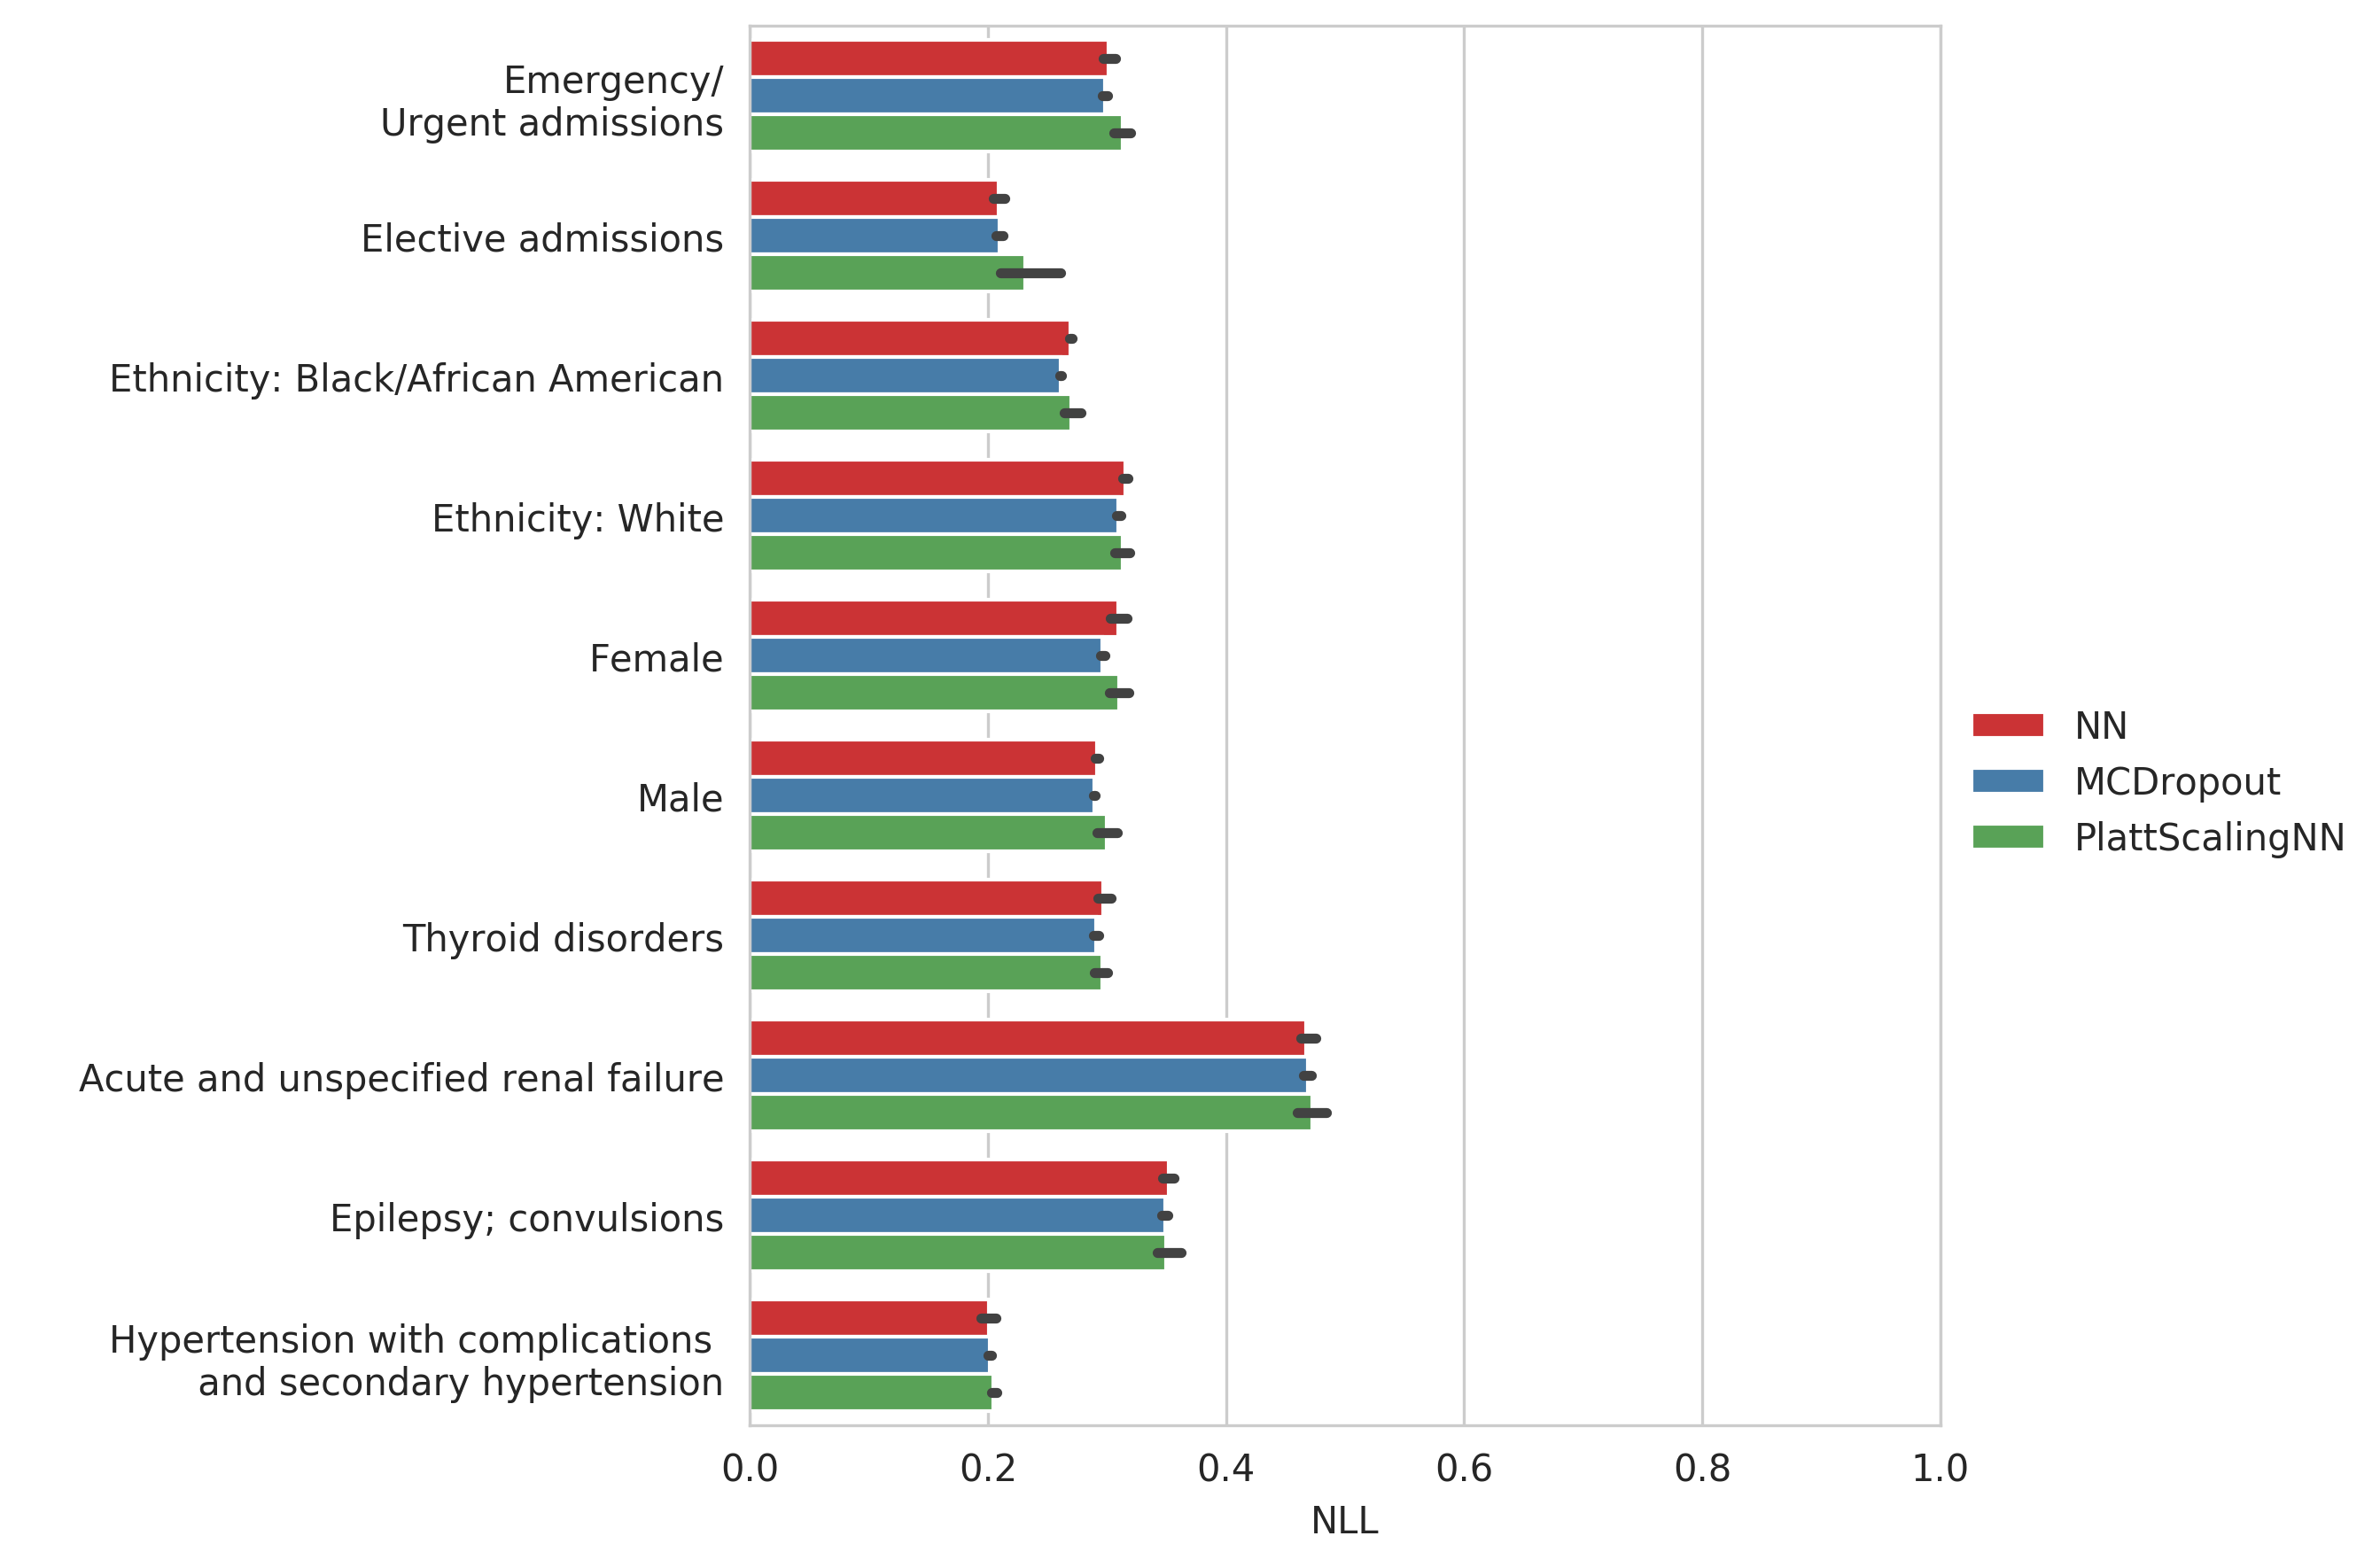 Emergency/
Urgent admissions
Elective admissions
Ethnicity: Black/African American
Ethnicity: White
Female
Male
Thyroid disorders
Acute and unspecified renal failure
Epilepsy; convulsions
Hypertension with complications
and secondary hypertension
0.0 0.2 0.4 0.6 0.8 1.0
NLL
NN
MCDropout
PlattScalingNN